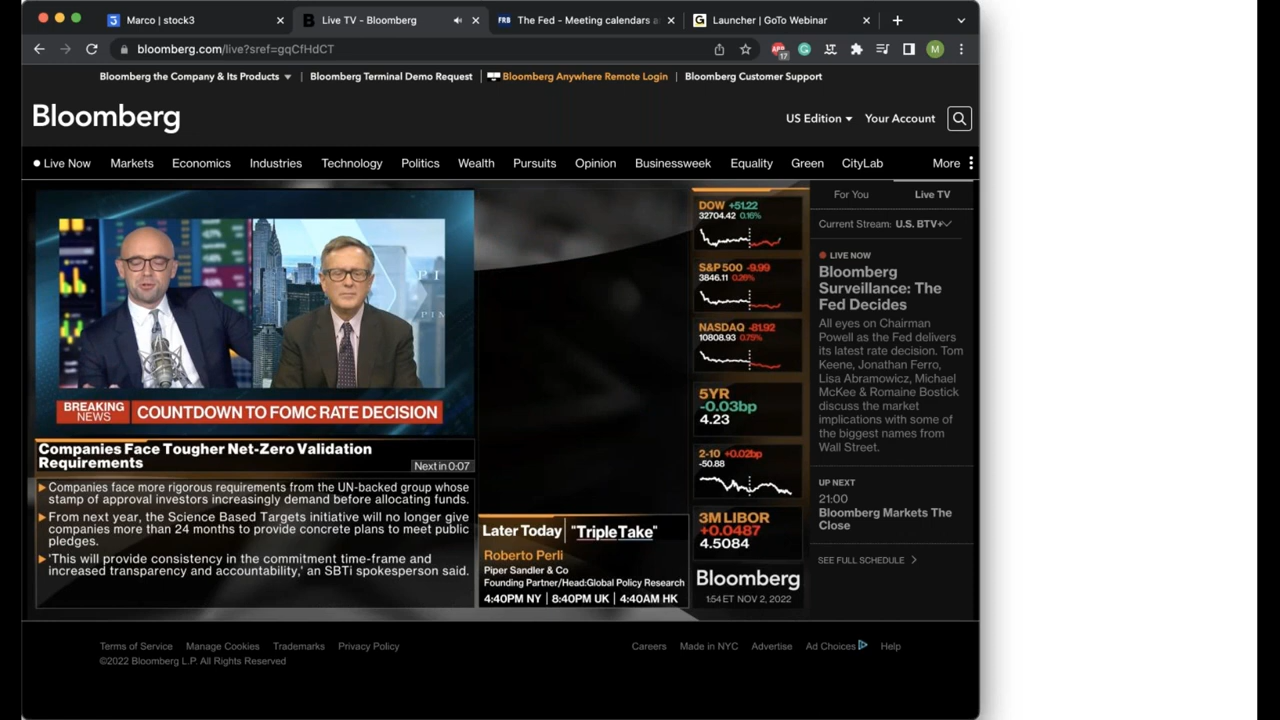 Marco | stock3
Live TV - Bloomberg
The Fed - Meeting calendars a
Launcher | GoTo Webinar
bloomberg.com/live?sref=gqCfHdCT
17
M
Bloomberg the Company & Its Products
Bloomberg Terminal Demo Request
Bloomberg Anywhere Remote Login
Bloomberg Customer Support
Bloomberg
US Edition
Your Account
Live Now
Markets
Economics
Industries
Technology
Politics
Wealth
Pursuits
Opinion
Businessweek
Equality
Green
CityLab
More
BREAKING
NEWS
COUNTDOWN TO FOMC RATE DECISION
Companies Face Tougher Net-Zero Validation
Requirements
Next in 0:07
Companies face more rigorous requirements from the UN-backed group whose
stamp of approval investors increasingly demand before allocating funds.
From next year, the Science Based Targets initiative will no longer give
companies more than 24 months to provide concrete plans to meet public
pledges.
'This will provide consistency in the commitment time-frame and
increased transparency and accountability,' an SBTi spokesperson said.
Later Today
"TripleTake"
Roberto Perli
Piper Sandler & Co
Founding Partner/Head:Global Policy Research
4:40PM NY | 8:40PM UK | 4:40AM HK
DOW +51.22
32704.42 0.16%
S&P 500 -9.99
3846.11 0.26%
NASDAQ -81.92
10808.93 0.75%
5YR
-0.03bp
4.23
2-10 +0.02bp
-50.88
3M LIBOR
+0.0487
4.5084
Bloomberg
1:54 ET NOV 2, 2022
For You
Live TV
Current Stream: U.S. BTV+
LIVE NOW
Bloomberg
Surveillance: The
Fed Decides
All eyes on Chairman
Powell as the Fed delivers
its latest rate decision. Tom
Keene, Jonathan Ferro,
Lisa Abramowicz, Michael
McKee & Romaine Bostick
discuss the market
implications with some of
the biggest names from
Wall Street.
UP NEXT
21:00
Bloomberg Markets The
Close
SEE FULL SCHEDULE
Terms of Service
Manage Cookies
Trademarks
Privacy Policy
Careers
Made in NYC
Advertise
Ad Choices
Help
©2022 Bloomberg L.P. All Rights Reserved